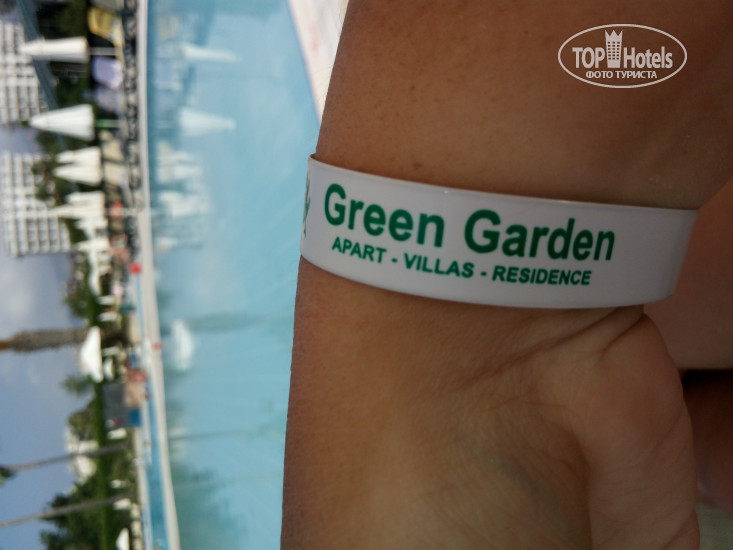 TOP Hotels
ФОТО ТУРИСТА
Green Garden
APART - VILLAS - RESIDENCE